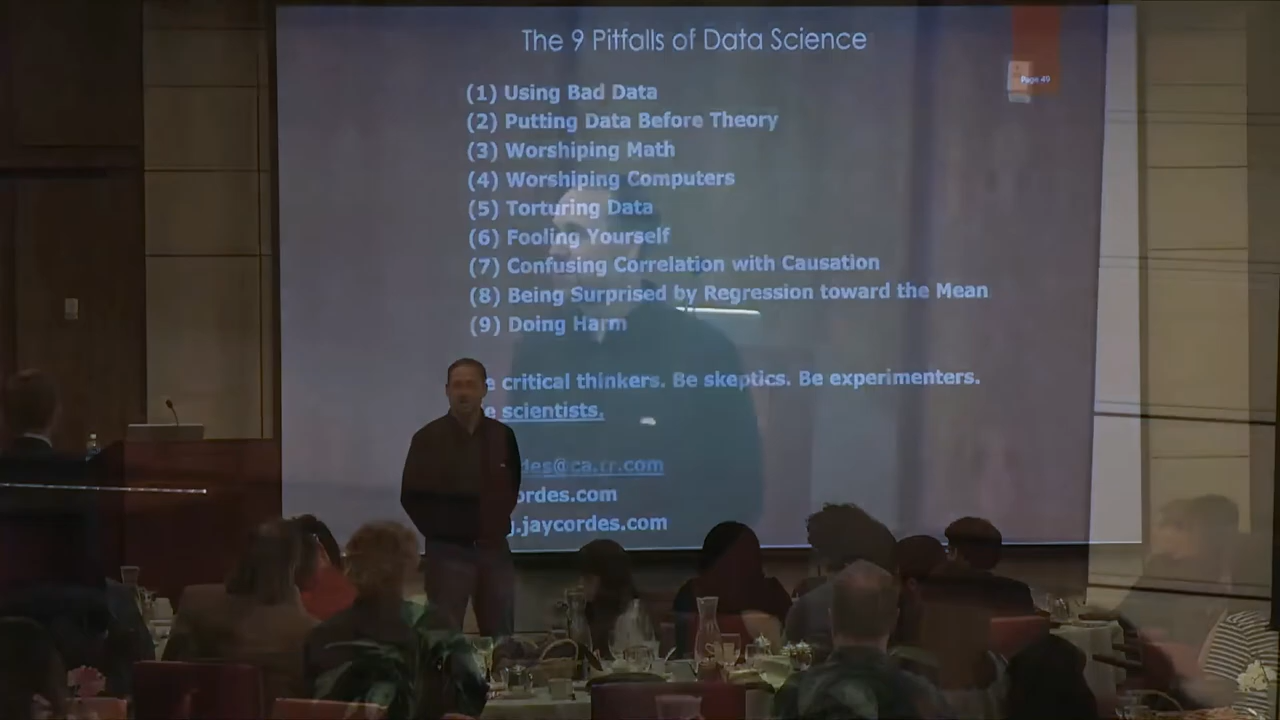 The 9 Pitfalls of Data Science
Page 49
(1) Using Bad Data
(2) Putting Data Before Theory
(3) Worshiping Math
(4) Worshiping Computers
(5) Torturing Data
(6) Fooling Yourself
(7) Confusing Correlation with Causation
(8) Being Surprised by Regression toward the Mean
(9) Doing Harm
e critical thinkers. Be skeptics. Be experimenters.
e scientists.
des@ca.rr.com
ordes.com
g.jaycordes.com